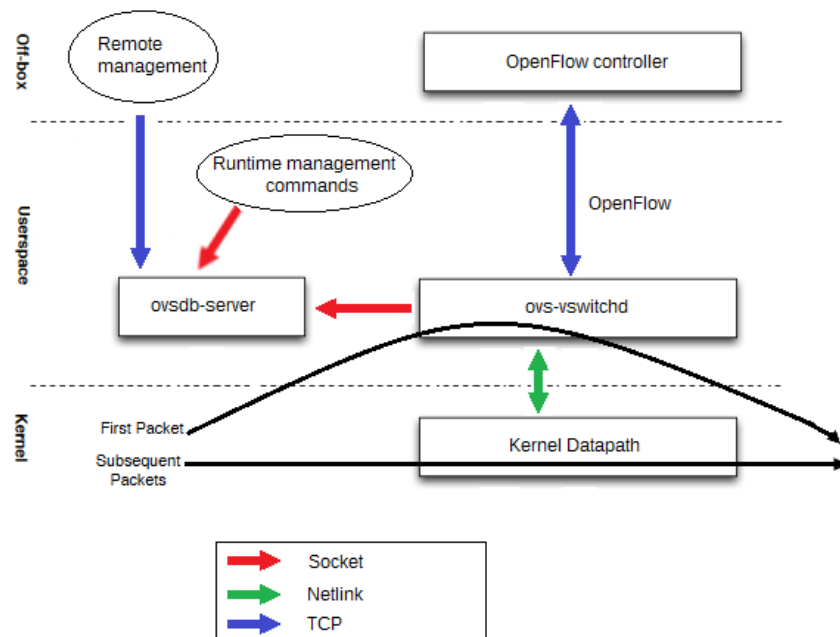 Off-box
Remote
management
OpenFlow controller
Userspace
Runtime management
commands
OpenFlow
ovsdb-server
ovs-vswitchd
Kernel
First Packet
Kernel Datapath
Subsequent
Packets
Socket
Netlink
TCP